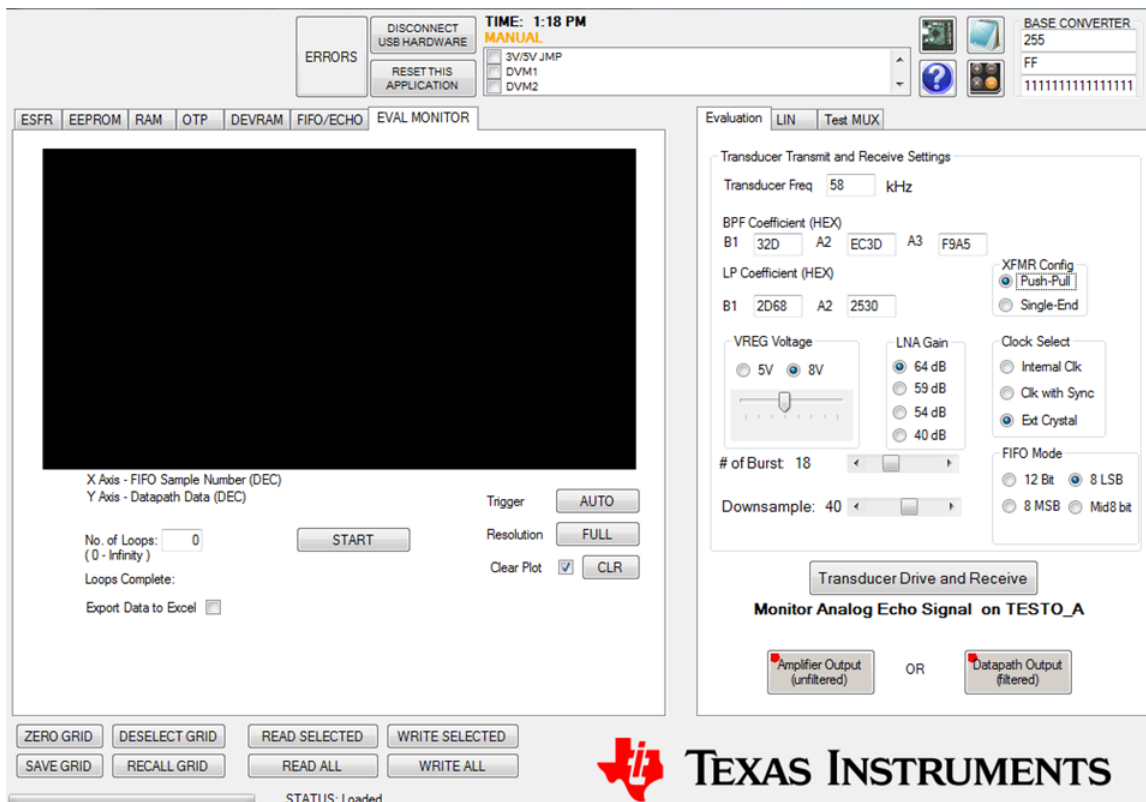 ERRORS
DISCONNECT
USB HARDWARE
RESET THIS
APPLICATION
TIME: 1:18 PM
MANUAL
3V/5V JMP
DVM1
DVM2
BASE CONVERTER
255
FF
1111111111111111
ESFR EEPROM RAM OTP DEVRAM FIFO/ECHO EVAL MONITOR
X Axis - FIFO Sample Number (DEC)
Y Axis - Datapath Data (DEC)
No. of Loops: 0
( 0 - Infinity )
Loops Complete:
Export Data to Excel
START
Trigger AUTO
Resolution FULL
Clear Plot CLR
Evaluation LIN Test MUX
Transducer Transmit and Receive Settings
Transducer Freq 58 kHz
BPF Coefficient (HEX)
B1 32D A2 EC3D A3 F9A5
LP Coefficient (HEX)
B1 2D68 A2 2530
XFMR Config
Push-Pull
Single-End
VREG Voltage
5V 8V
LNA Gain
64 dB
59 dB
54 dB
40 dB
Clock Select
Internal Clk
Clk with Sync
Ext Crystal
# of Burst: 18
Downsample: 40
FIFO Mode
12 Bit 8 LSB
8 MSB Mid8 bit
Transducer Drive and Receive
Monitor Analog Echo Signal on TESTO_A
Amplifier Output
(unfiltered)
OR
Datapath Output
(filtered)
ZERO GRID DESELECT GRID READ SELECTED WRITE SELECTED
SAVE GRID RECALL GRID READ ALL WRITE ALL
STATUS: Loaded
TEXAS INSTRUMENTS